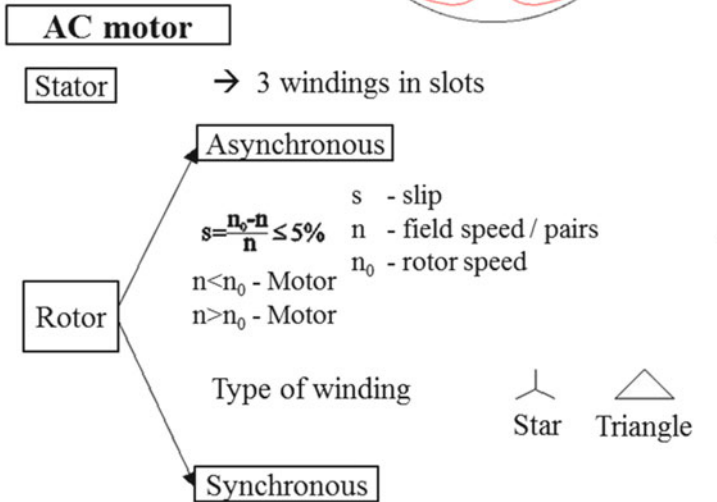 AC motor
Stator → 3 windings in slots
Asynchronous
s=n₀-n/n ≤5%
s - slip
n - field speed / pairs
n₀ - rotor speed
n<n₀ - Motor
n>n₀ - Motor
Rotor
Type of winding
Star Triangle
Synchronous